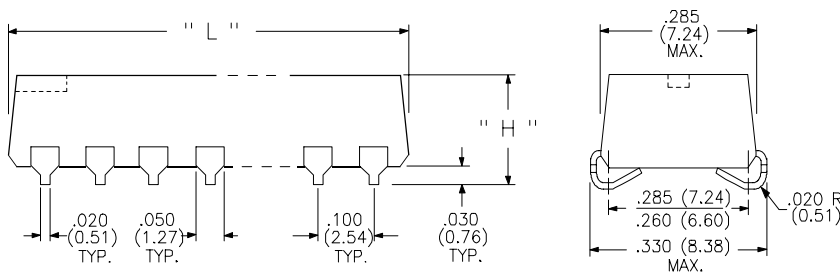 " L "
" H "
.020
(0.51)
TYP.
.050
(1.27)
TYP.
.100
(2.54)
TYP.
.030
(0.76)
TYP.
.285
(7.24)
MAX.
.285 (7.24)
.260 (6.60)
.330 (8.38)
MAX.
.020 R
(0.51)